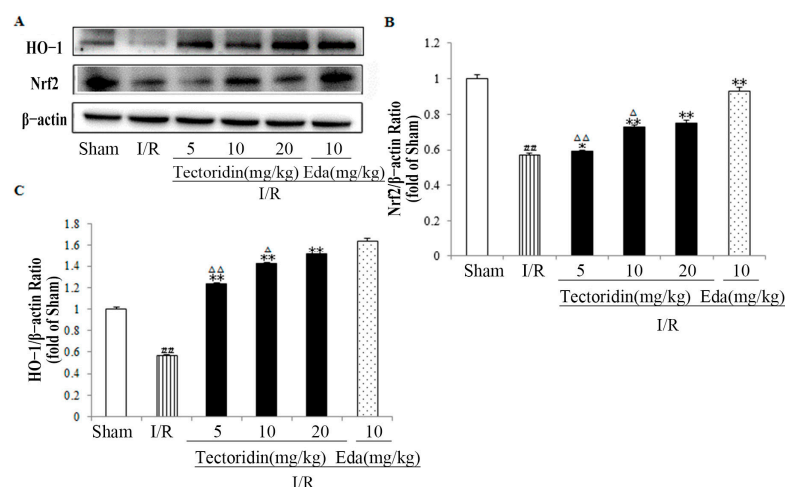 A
HO-1
Nrf2
β-actin
Sham I/R 5 10 20 10
Tectoridin(mg/kg) Eda(mg/kg)
I/R
B
Nrf2/β-actin Ratio
(fold of Sham)
1.2
1
0.8
0.6
0.4
0.2
0
##
△△
*
△
**
**
**
Sham I/R 5 10 20 10
Tectoridin(mg/kg) Eda(mg/kg)
I/R
C
HO-1/β-actin Ratio
(fold of Sham)
1.8
1.6
1.4
1.2
1
0.8
0.6
0.4
0.2
0
##
△△
**
△
**
**
Sham I/R 5 10 20 10
Tectoridin(mg/kg) Eda(mg/kg)
I/R